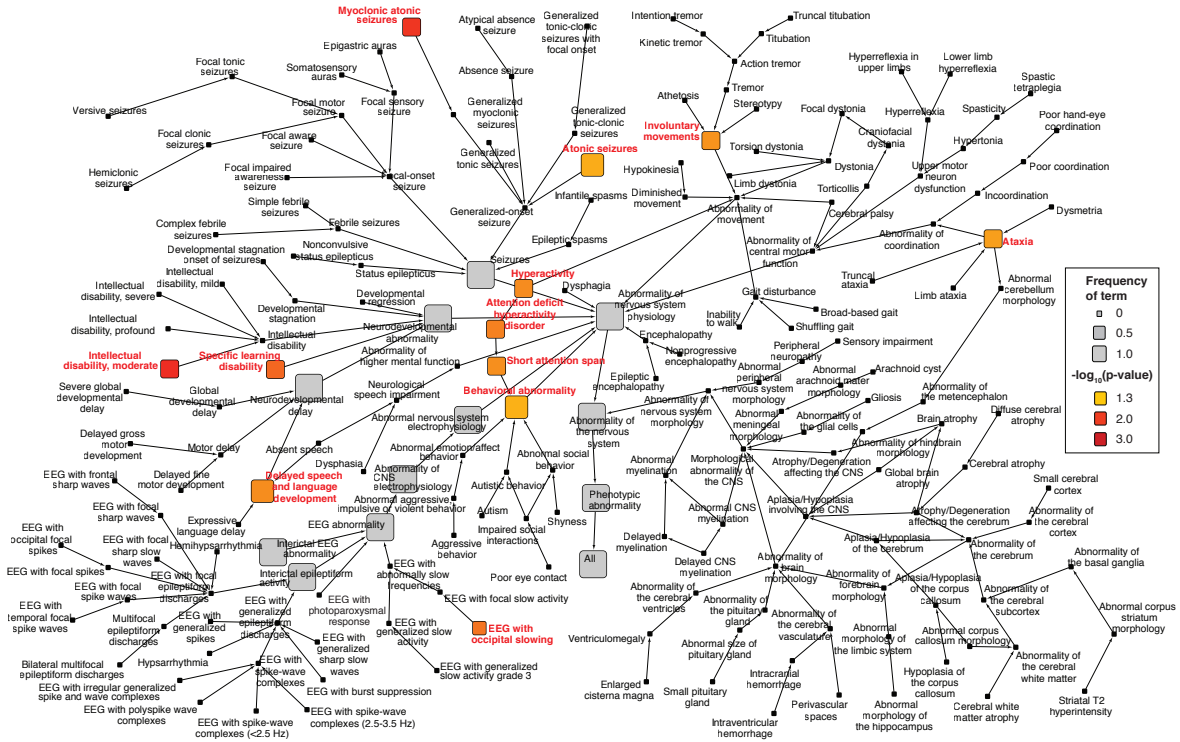 Myoclonic atonic
seizures
Atypical absence
seizure
Generalized
tonic-clonic
seizures with
focal onset
Intention tremor
Truncal titubation
Kinetic tremor
Titubation
Epigastric auras
Focal tonic
seizures
Somatosensory
auras
Absence seizure
Action tremor
Hyperreflexia in
upper limbs
Lower limb
hyperreflexia
Spastic
tetraplegia
Versive seizures
Focal motor
seizure
Focal sensory
seizure
Generalized
myoclonic
seizures
Generalized
tonic-clonic
seizures
Athetosis
Tremor
Stereotypy
Focal dystonia
Hyperreflexia
Spasticity
Poor hand-eye
coordination
Focal clonic
seizures
Focal aware
seizure
Generalized
tonic seizures
Atonic seizures
Involuntary
movements
Torsion dystonia
Craniofacial
dystonia
Hypertonia
Hemiclonic
seizures
Focal impaired
awareness
seizure
Focal-onset
seizure
Hypokinesia
Limb dystonia
Dystonia
Upper motor
neuron
dysfunction
Poor coordination
Simple febrile
seizures
Generalized-onset
seizure
Infantile spasms
Diminished
movement
Abnormality of
movement
Torticollis
Cerebral palsy
Incoordination
Complex febrile
seizures
Febrile seizures
Epileptic spasms
Abnormality of
central motor
function
Abnormality of
coordination
Dysmetria
Ataxia
Developmental stagnation
onset of seizures
Nonconvulsive
status epilepticus
Status epilepticus
Seizures
Intellectual
disability, severe
Intellectual
disability, mild
Developmental
regression
Hyperactivity
Dysphagia
Abnormality of
nervous system
physiology
Gait disturbance
Truncal
ataxia
Limb ataxia
Abnormal
cerebellum
morphology
Frequency
of term
0
0.5
1.0
-log10(p-value)
1.3
2.0
3.0
Intellectual
disability, profound
Developmental
stagnation
Intellectual
disability
Neurodevelopmental
abnormality
Attention deficit
hyperactivity
disorder
Inability
to walk
Broad-based gait
Shuffling gait
Encephalopathy
Nonprogressive
encephalopathy
Intellectual
disability, moderate
Specific learning
disability
Abnormality of
higher mental function
Short attention span
Epileptic
encephalopathy
Peripheral
neuropathy
Sensory impairment
Severe global
developmental
delay
Global
developmental
delay
Neurodevelopmental
delay
Neurological
speech impairment
Behavioral abnormality
Abnormal
peripheral
nervous system
morphology
Abnormal
arachnoid mater
morphology
Arachnoid cyst
Abnormality of
the metencephalon
Abnormal nervous system
electrophysiology
Abnormality of
the nervous
system
Abnormality of
nervous system
morphology
Abnormal
meningeal
morphology
Abnormality of
the glial cells
Gliosis
Brain atrophy
Diffuse cerebral
atrophy
Delayed gross
motor
development
Motor delay
Absent speech
Abnormal emotion/affect
behavior
Abnormal social
behavior
Abnormality of hindbrain
morphology
EEG with frontal
sharp waves
Delayed fine
motor development
Delayed speech
and language
development
Dysphasia
Abnormality of
CNS
electrophysiology
Autistic behavior
Abnormal
myelination
Morphological
abnormality of
the CNS
Atrophy/Degeneration
affecting the CNS
Global brain
atrophy
Cerebral atrophy
Small cerebral
cortex
Abnormal aggressive
impulsive or violent behavior
Autism
Shyness
Phenotypic
abnormality
Abnormal CNS
myelination
Aplasia/Hypoplasia
involving the CNS
Atrophy/Degeneration
affecting the cerebrum
Abnormality of
the cerebral
cortex
EEG with
occipital focal
spikes
EEG with focal
sharp waves
Expressive
language delay
EEG abnormality
Aggressive
behavior
Impaired social
interactions
Delayed
myelination
Aplasia/Hypoplasia
of the cerebrum
EEG with
focal
sharp slow
waves
Hemihypsarrhythmia
Interictal EEG
abnormality
Poor eye contact
All
Delayed CNS
myelination
Abnormality of
brain
morphology
Abnormality of
the cerebrum
Abnormality of
the basal ganglia
EEG with focal spikes
EEG with focal
spike waves
EEG with focal
epileptiform
discharges
Interictal epileptiform
activity
EEG with
abnormally slow
frequencies
Abnormality of
the cerebral
ventricles
Abnormality of
forebrain
morphology
Aplasia/Hypoplasia
of the corpus
callosum
Abnormality of
the cerebral
subcortex
EEG with
temporal focal
spike waves
Multifocal
epileptiform
discharges
EEG with
generalized
spikes
EEG with
generalized
epileptiform
discharges
EEG with
photoparoxysmal
response
EEG with focal slow activity
Abnormality of
the pituitary
gland
Abnormality of
the cerebral
vasculature
Abnormal corpus
striatum
morphology
EEG with
generalized slow
activity
EEG with
occipital slowing
Ventriculomegaly
Abnormal size of
pituitary gland
Abnormal
morphology of
the limbic system
Abnormal corpus
callosum morphology
Abnormality of
the cerebral
white matter
Bilateral multifocal
epileptiform discharges
Hypsarrhythmia
EEG with
spike-wave
complexes
EEG with
generalized
sharp slow
waves
EEG with generalized
slow activity grade 3
Intracranial
hemorrhage
Hypoplasia of
the corpus
callosum
EEG with irregular generalized
spike and wave complexes
EEG with burst suppression
Enlarged
cisterna magna
Small pituitary
gland
Perivascular
spaces
Abnormal
morphology of
the hippocampus
Cerebral white
matter atrophy
Striatal T2
hyperintensity
EEG with polyspike wave
complexes
EEG with spike-wave
complexes (<2.5 Hz)
EEG with spike-wave
complexes (2.5-3.5 Hz)
Intraventricular
hemorrhage